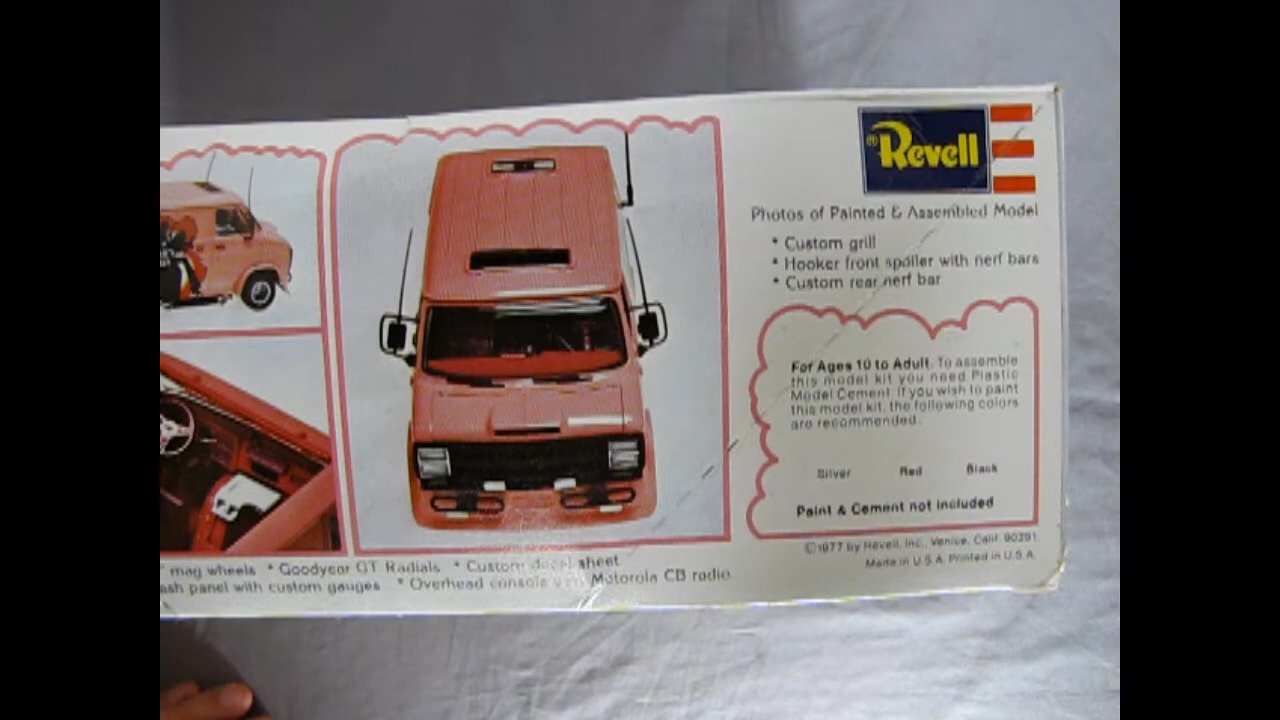 ® Revell
Photos of Painted & Assembled Model
* Custom grill
* Hooker front spoiler with nerf bars
* Custom rear nerf bar
For Ages 10 to Adult. To assemble
this model kit you need Plastic
Model Cement. If you wish to paint
this model kit, the following colors
are recommended.
Silver Red Black
Paint & Cement not included
©1977 by Revell, Inc., Venice, Calif. 90291
Made in U.S.A. Printed in U.S.A.
mag wheels * Goodyear GT Radials * Custom decal sheet
ash panel with custom gauges * Overhead console with Motorola CB radio